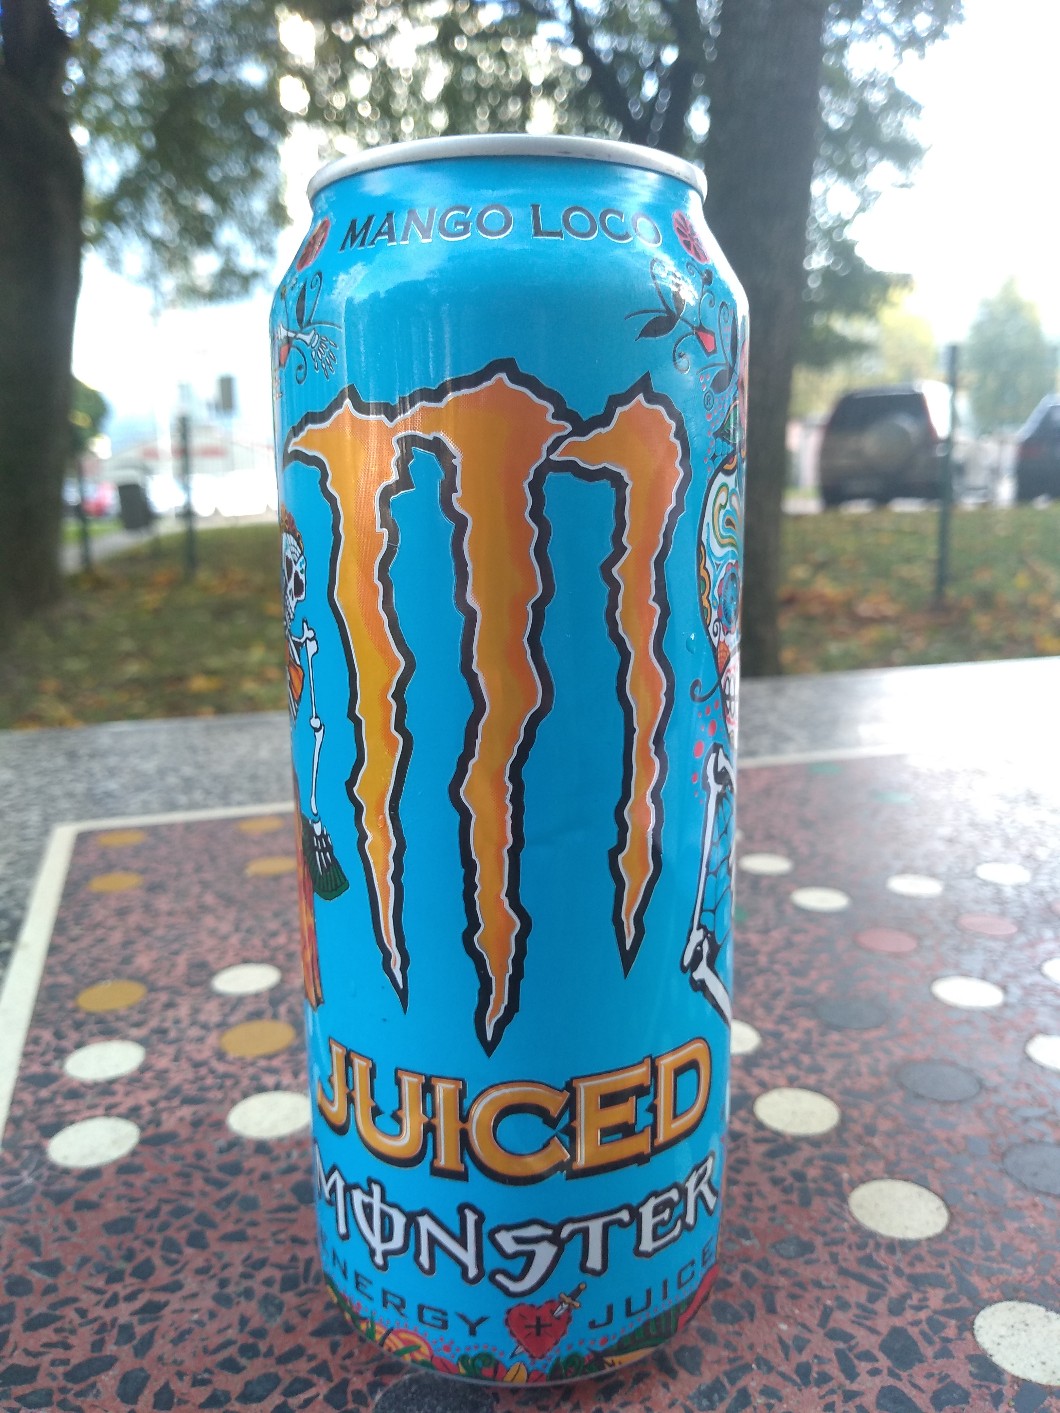 MANGO LOCO
®
JUICED
MONSTER
ENERGY JUICE